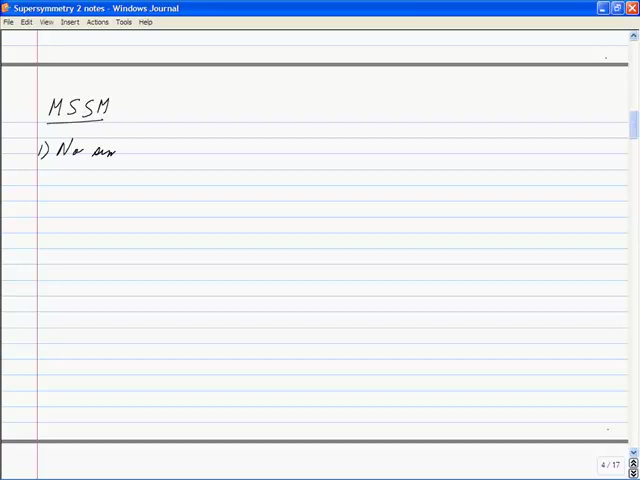 Supersymmetry 2 notes - Windows Journal
File Edit View Insert Actions Tools Help
MSSM
1) No
4 / 17